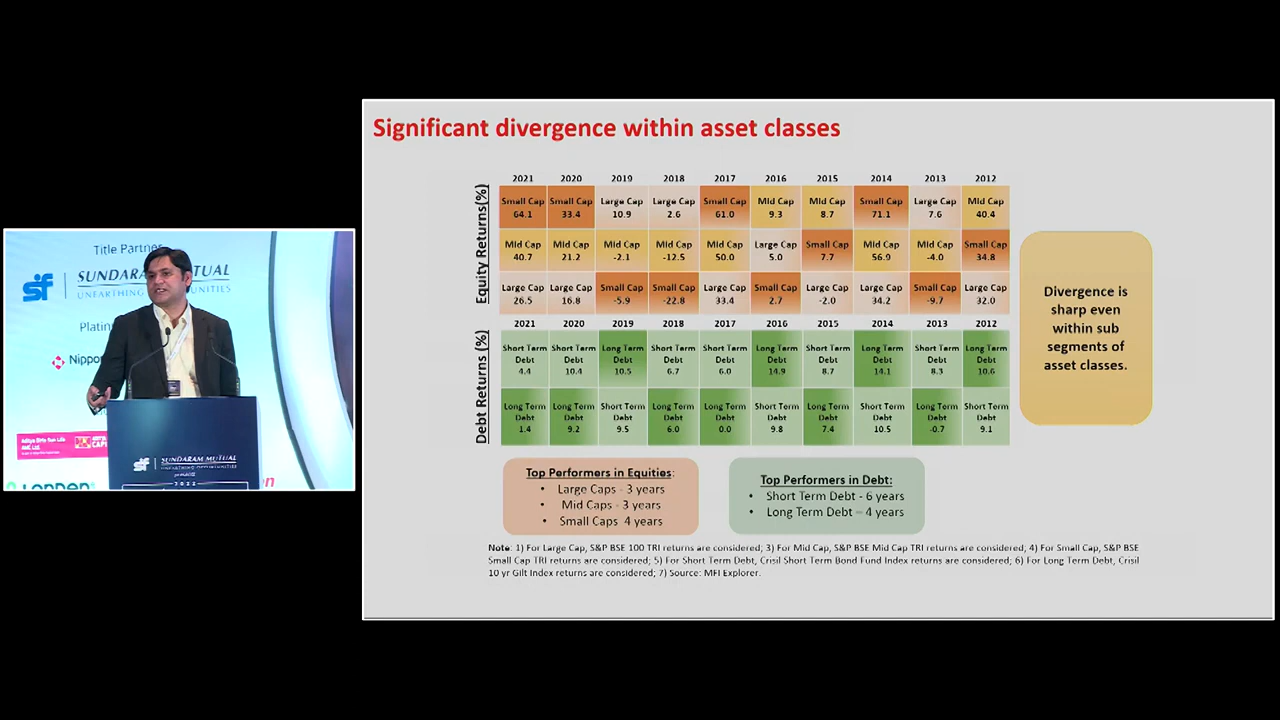 Title Partner
sf SUNDARAM MUTUAL
UNEARTHING OPPORTUNITIES
Nippon
Aditya Birla Sun Life
AMC Ltd.
sf SUNDARAM MUTUAL
UNEARTHING OPPORTUNITIES
2022
Significant divergence within asset classes
Equity Returns(%)
2021 2020 2019 2018 2017 2016 2015 2014 2013 2012
Small Cap Small Cap Large Cap Large Cap Small Cap Mid Cap Mid Cap Small Cap Large Cap Mid Cap
64.1 33.4 10.9 2.6 61.0 9.3 8.7 71.1 7.6 40.4
Mid Cap Mid Cap Mid Cap Mid Cap Mid Cap Large Cap Small Cap Mid Cap Mid Cap Small Cap
40.7 21.2 -2.1 -12.5 50.0 5.0 7.7 56.9 -4.0 34.8
Large Cap Large Cap Small Cap Small Cap Large Cap Small Cap Large Cap Large Cap Small Cap Large Cap
26.5 16.8 -5.9 -22.8 33.4 2.7 -2.0 34.2 -9.7 32.0
Debt Returns (%)
2021 2020 2019 2018 2017 2016 2015 2014 2013 2012
Short Term Short Term Long Term Short Term Short Term Long Term Short Term Long Term Short Term Long Term
Debt Debt Debt Debt Debt Debt Debt Debt Debt Debt
4.4 10.4 10.5 6.7 6.0 14.9 8.7 14.1 8.3 10.6
Long Term Long Term Short Term Long Term Long Term Short Term Long Term Short Term Long Term Short Term
Debt Debt Debt Debt Debt Debt Debt Debt Debt Debt
1.4 9.2 9.5 6.0 0.0 9.8 7.4 10.5 -0.7 9.1
Divergence is
sharp even
within sub
segments of
asset classes.
Top Performers in Equities:
• Large Caps - 3 years
• Mid Caps - 3 years
• Small Caps 4 years
Top Performers in Debt:
• Short Term Debt - 6 years
• Long Term Debt – 4 years
Note: 1) For Large Cap, S&P BSE 100 TRI returns are considered; 3) For Mid Cap, S&P BSE Mid Cap TRI returns are considered; 4) For Small Cap, S&P BSE
Small Cap TRI returns are considered; 5) For Short Term Debt, Crisil Short Term Bond Fund Index returns are considered; 6) For Long Term Debt, Crisil
10 yr Gilt Index returns are considered; 7) Source: MFI Explorer.